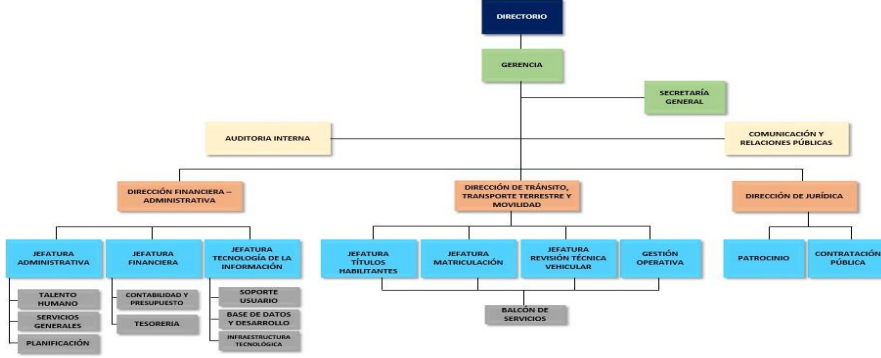 DIRECTORIO
GERENCIA
SECRETARÍA
GENERAL
AUDITORIA INTERNA
COMUNICACIÓN Y
RELACIONES PÚBLICAS
DIRECCIÓN FINANCIERA –
ADMINISTRATIVA
DIRECCIÓN DE TRÁNSITO,
TRANSPORTE TERRESTRE Y
MOVILIDAD
DIRECCIÓN DE JURÍDICA
JEFATURA
ADMINISTRATIVA
JEFATURA
FINANCIERA
JEFATURA
TECNOLOGÍA DE LA
INFORMACIÓN
JEFATURA
TÍTULOS
HABILITANTES
JEFATURA
MATRICULACIÓN
JEFATURA
REVISIÓN TÉCNICA
VEHICULAR
GESTIÓN
OPERATIVA
PATROCINIO
CONTRATACIÓN
PÚBLICA
TALENTO
HUMANO
SERVICIOS
GENERALES
PLANIFICACIÓN
CONTABILIDAD Y
PRESUPUESTO
TESORERIA
SOPORTE
USUARIO
BASE DE DATOS
Y DESARROLLO
INFRAESTRUCTURA
TECNOLÓGICA
BALCÓN DE
SERVICIOS